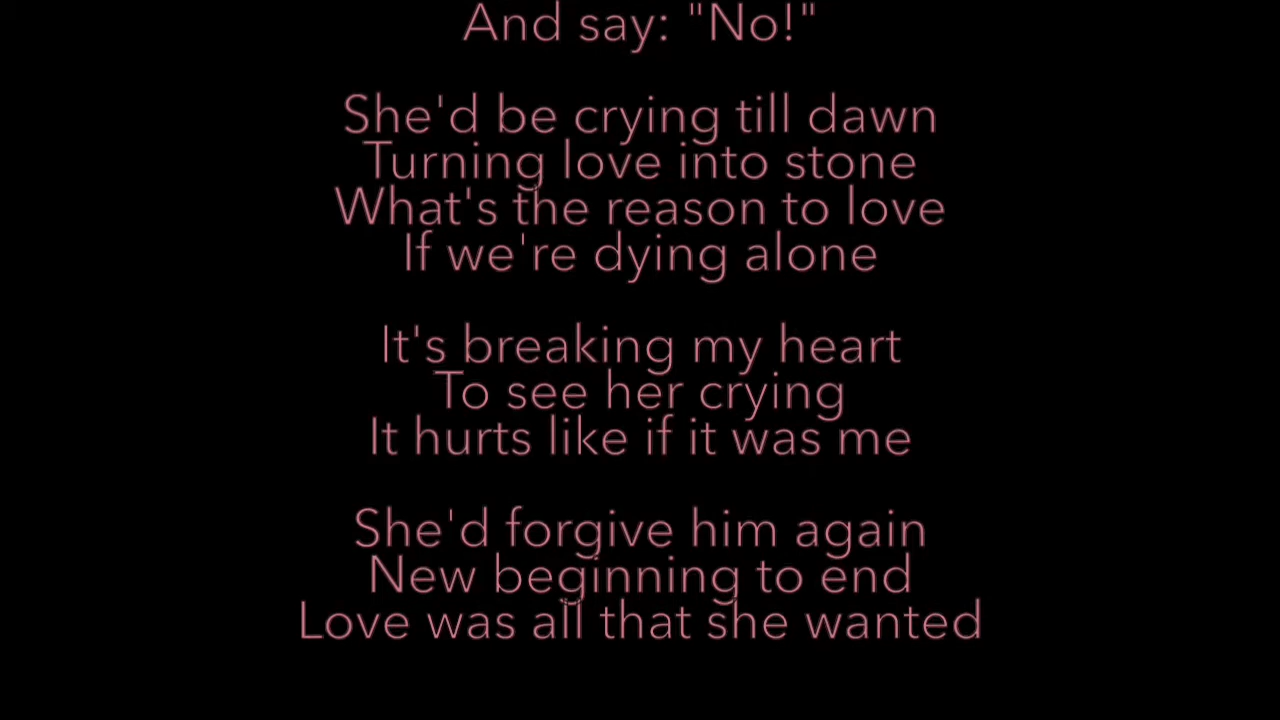 And say: "No!"
She'd be crying till dawn
Turning love into stone
What's the reason to love
If we're dying alone
It's breaking my heart
To see her crying
It hurts like if it was me
She'd forgive him again
New beginning to end
Love was all that she wanted